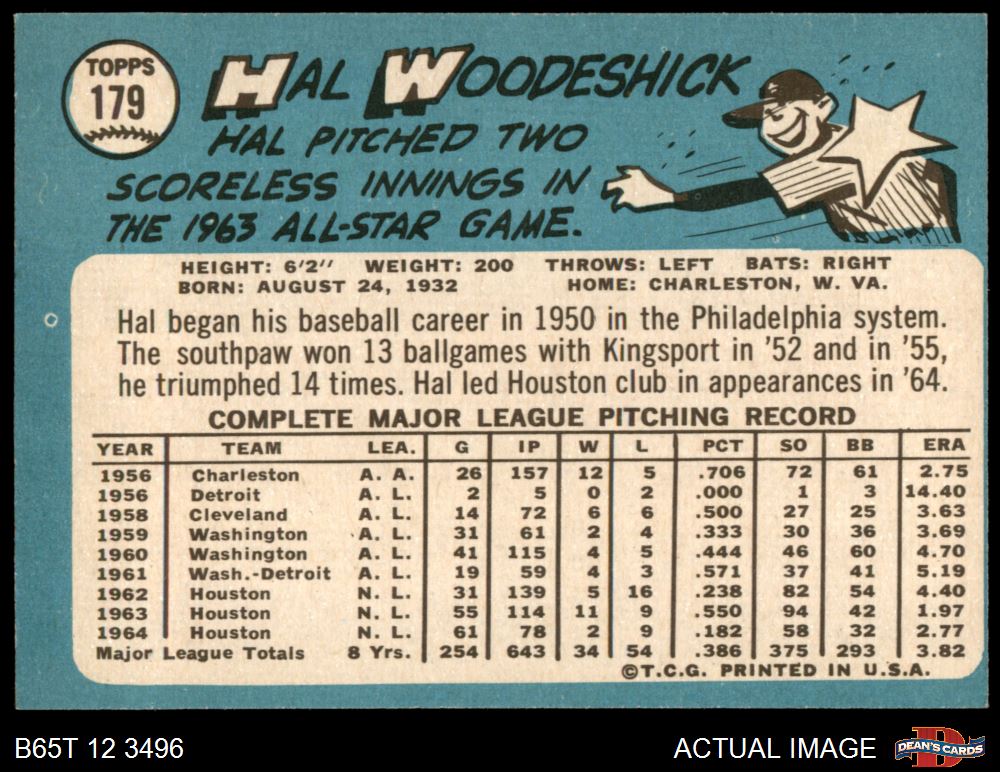 TOPPS
179
HAL WOODESHICK
HAL PITCHED TWO
SCORELESS INNINGS IN
THE 1963 ALL-STAR GAME.
HEIGHT: 6'2" WEIGHT: 200 THROWS: LEFT BATS: RIGHT
BORN: AUGUST 24, 1932 HOME: CHARLESTON, W. VA.
Hal began his baseball career in 1950 in the Philadelphia system.
The southpaw won 13 ballgames with Kingsport in '52 and in '55,
he triumphed 14 times. Hal led Houston club in appearances in '64.
COMPLETE MAJOR LEAGUE PITCHING RECORD
YEAR TEAM LEA. G IP W L PCT SO BB ERA
1956 Charleston A. A. 26 157 12 5 .706 72 61 2.75
1956 Detroit A. L. 2 5 0 2 .000 1 3 14.40
1958 Cleveland A. L. 14 72 6 6 .500 27 25 3.63
1959 Washington A. L. 31 61 2 4 .333 30 36 3.69
1960 Washington A. L. 41 115 4 5 .444 46 60 4.70
1961 Wash.-Detroit A. L. 19 59 4 3 .571 37 41 5.19
1962 Houston N. L. 31 139 5 16 .238 82 54 4.40
1963 Houston N. L. 55 114 11 9 .550 94 42 1.97
1964 Houston N. L. 61 78 2 9 .182 58 32 2.77
Major League Totals 8 Yrs. 254 643 34 54 .386 375 293 3.82
©T.C.G. PRINTED IN U.S.A.
B65T 12 3496 ACTUAL IMAGE
D
DEAN'S CARDS